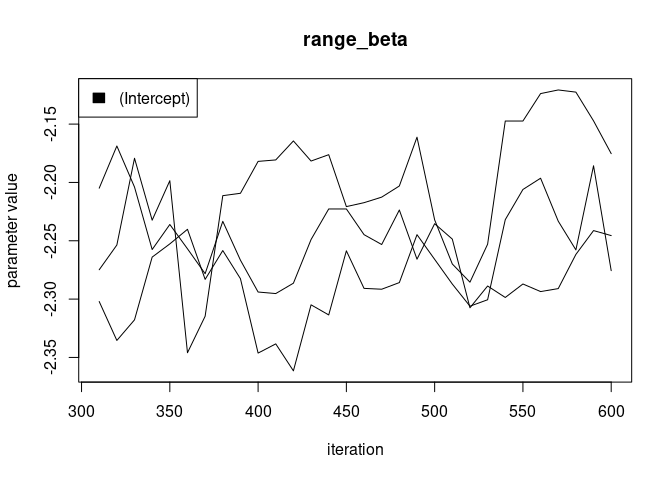 range_beta
(Intercept)
parameter value
-2.15
-2.20
-2.25
-2.30
-2.35
300 350 400 450 500 550 600
iteration